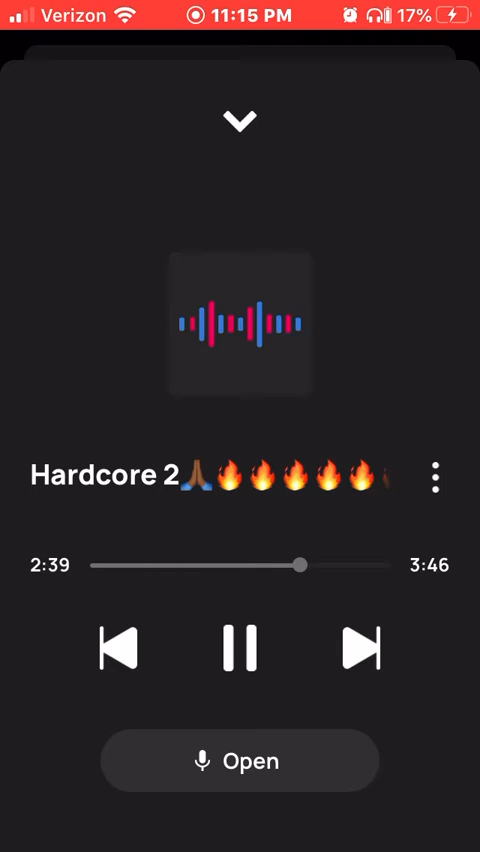 Verizon 11:15 PM 17%
Hardcore 2🙏🏾🔥🔥🔥🔥🔥
2:39 3:46
Open